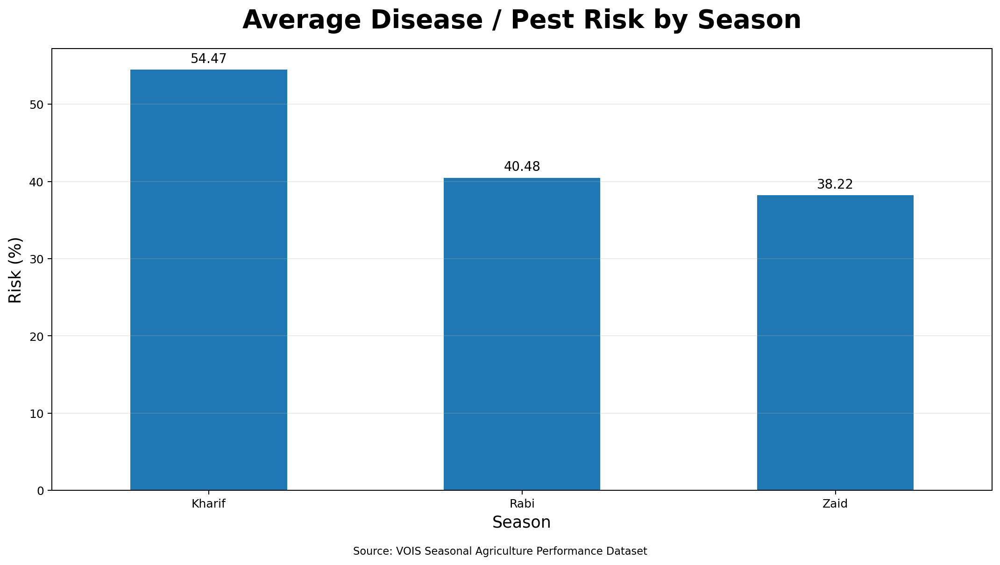 Average Disease / Pest Risk by Season
54.47
40.48
38.22
Risk (%)
50
40
30
20
10
0
Kharif
Rabi
Zaid
Season
Source: VOIS Seasonal Agriculture Performance Dataset